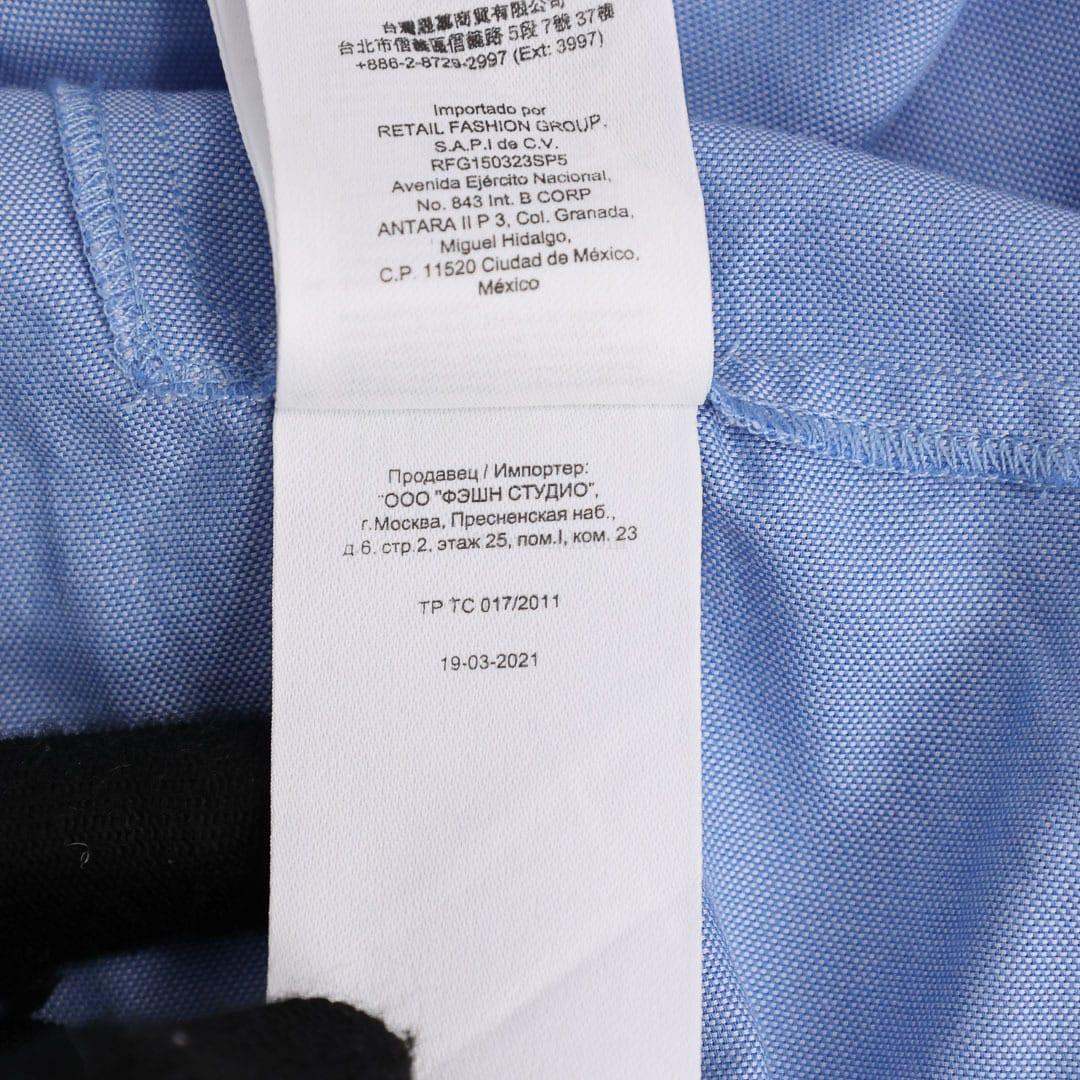 台灣恩都商貿有限公司
台北市信義區信義路 5段 7號 37樓
+886-2-8729-2997 (Ext: 3997)
Importado por
RETAIL FASHION GROUP.
S.A.P.I de C.V.
RFG150323SP5
Avenida Ejército Nacional,
No. 843 Int. B CORP
ANTARA II P 3, Col. Granada,
Miguel Hidalgo,
C.P. 11520 Ciudad de México,
México
Продавец / Импортер:
"ООО "ФЭШН СТУДИО",
г.Москва, Пресненская наб.,
д.6, стр.2, этаж 25, пом.I, ком. 23
ТР ТС 017/2011
19-03-2021